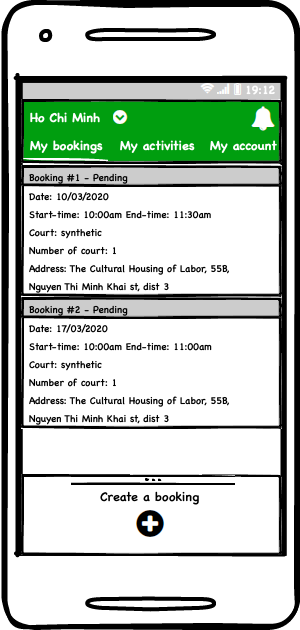 19:12
Ho Chi Minh
My bookings My activities My account
Booking #1 - Pending
Date: 10/03/2020
Start-time: 10:00am End-time: 11:30am
Court: synthetic
Number of court: 1
Address: The Cultural Housing of Labor, 55B,
Nguyen Thi Minh Khai st, dist 3
Booking #2 - Pending
Date: 17/03/2020
Start-time: 10:00am End-time: 11:00am
Court: synthetic
Number of court: 1
Address: The Cultural Housing of Labor, 55B,
Nguyen Thi Minh Khai st, dist 3
Create a booking